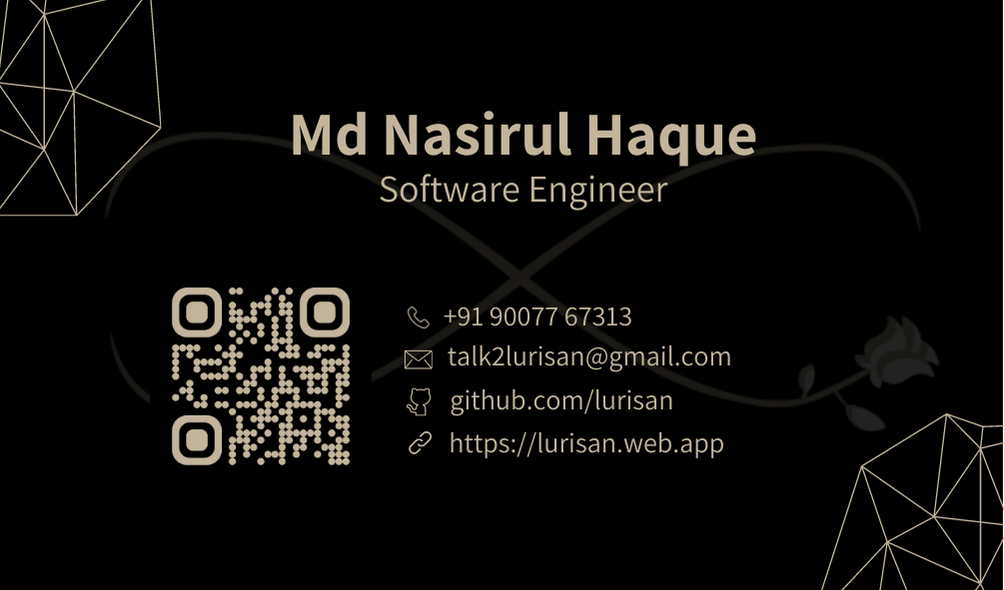 Md Nasirul Haque
Software Engineer
+91 90077 67313
talk2lurisan@gmail.com
github.com/lurisan
https://lurisan.web.app